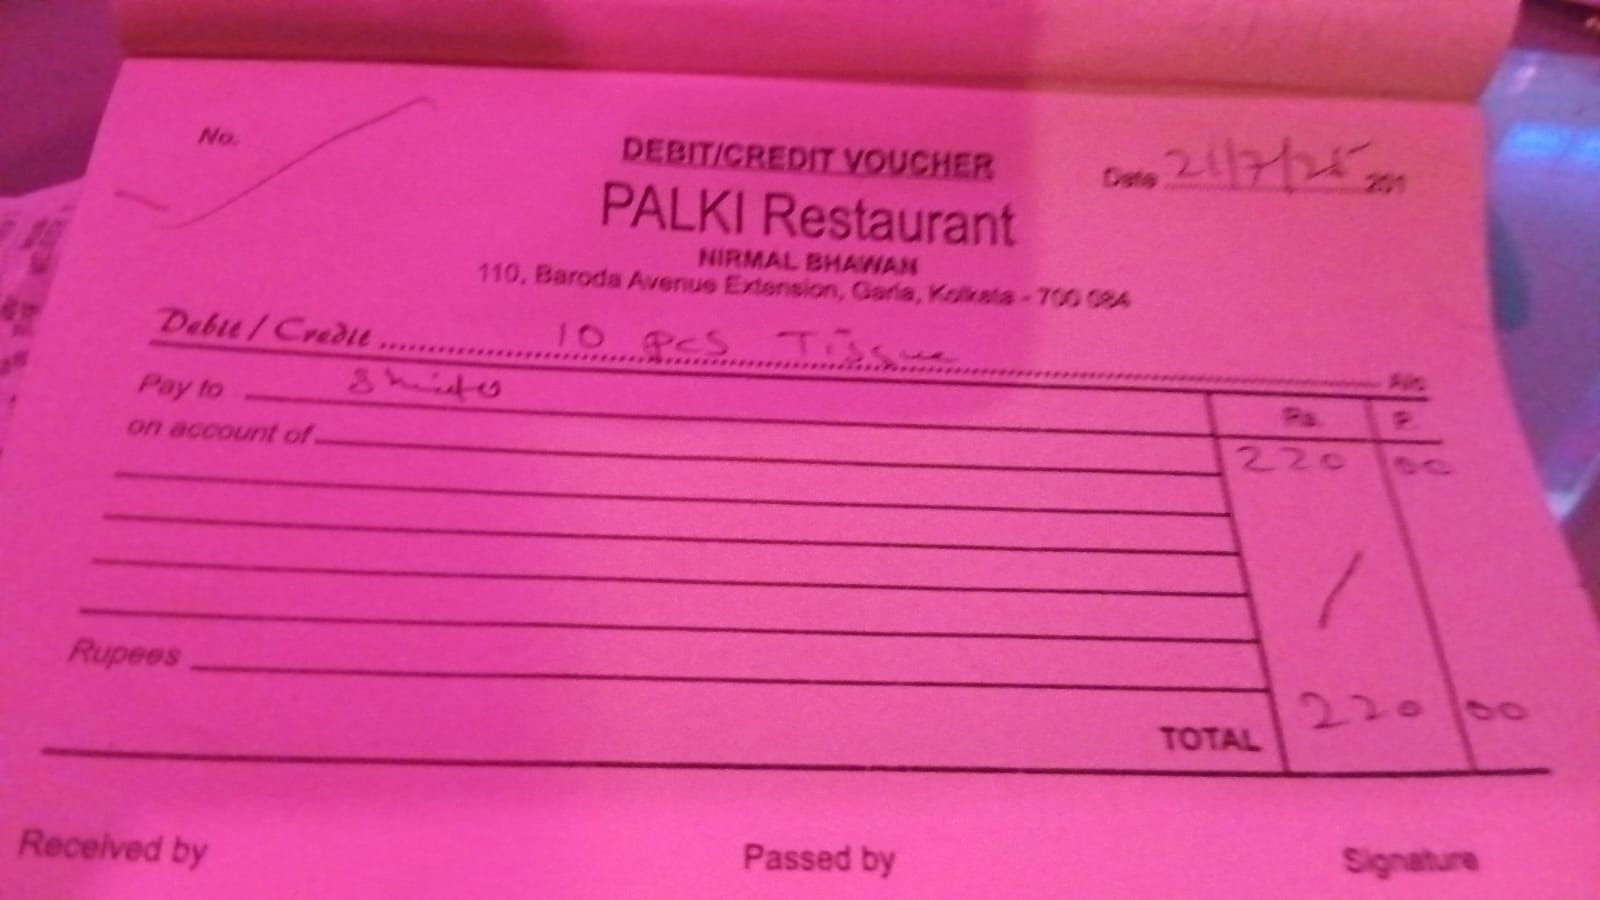 No.
DEBIT/CREDIT VOUCHER
Date 21/7/25 201
PALKI Restaurant
NIRMAL BHAWAN
110, Baroda Avenue Extension, Garia, Kolkata - 700 084
Debit / Credit 10 pcs Tissue A/c.
Pay to
Rs. P.
on account of
220 00
Rupees
TOTAL 220 00
Received by Passed by Signature